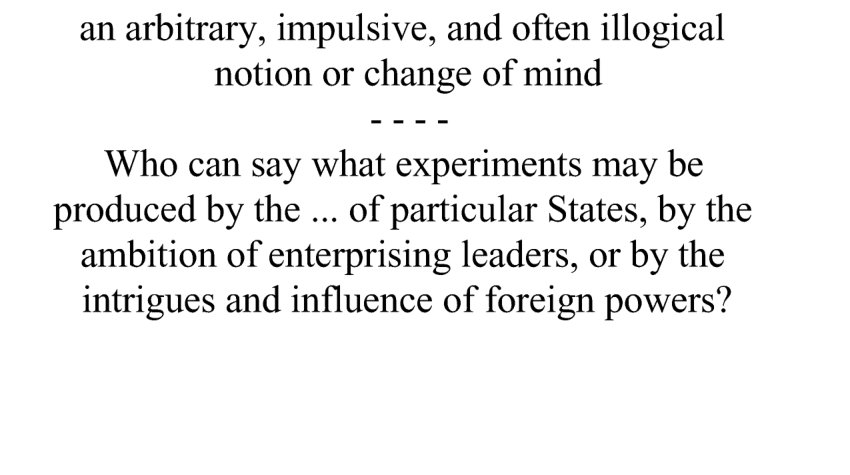 an arbitrary, impulsive, and often illogical
notion or change of mind
- - - -
Who can say what experiments may be
produced by the ... of particular States, by the
ambition of enterprising leaders, or by the
intrigues and influence of foreign powers?